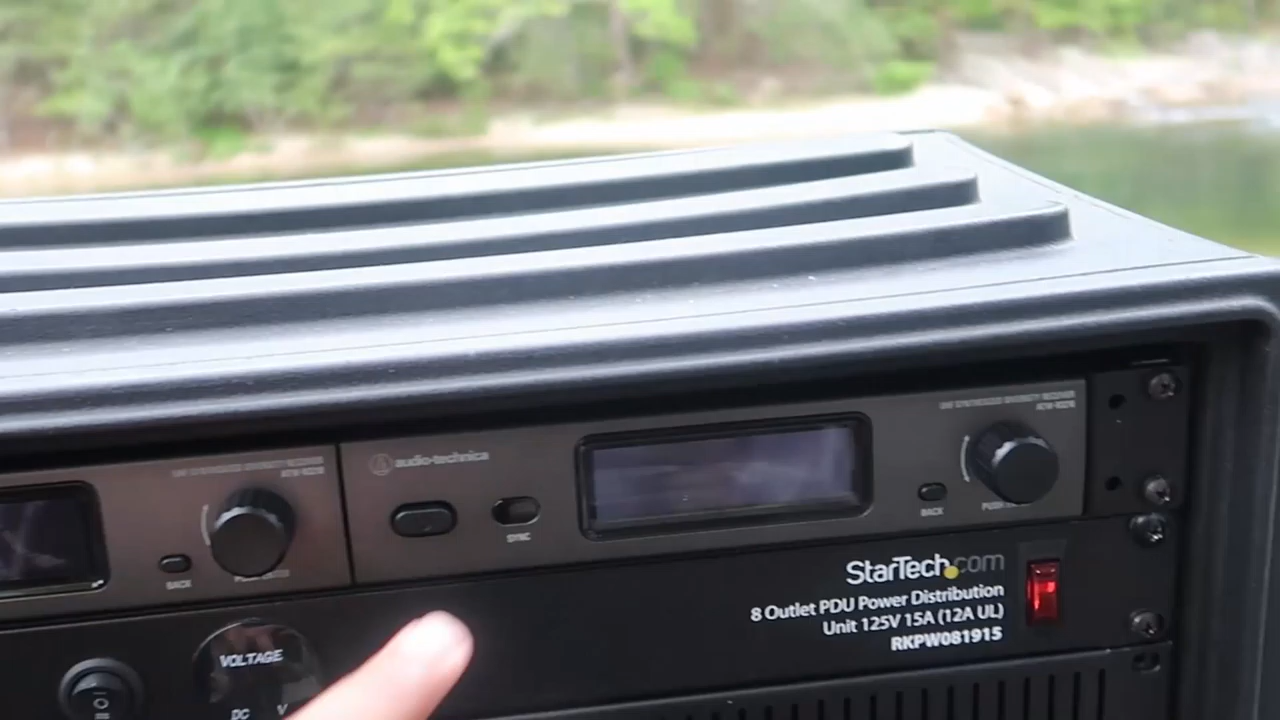 audio-technica
SYNC
BACK
BACK
StarTech.com
8 Outlet PDU Power Distribution
Unit 125V 15A (12A UL)
RKPW081915
VOLTAGE
DC V